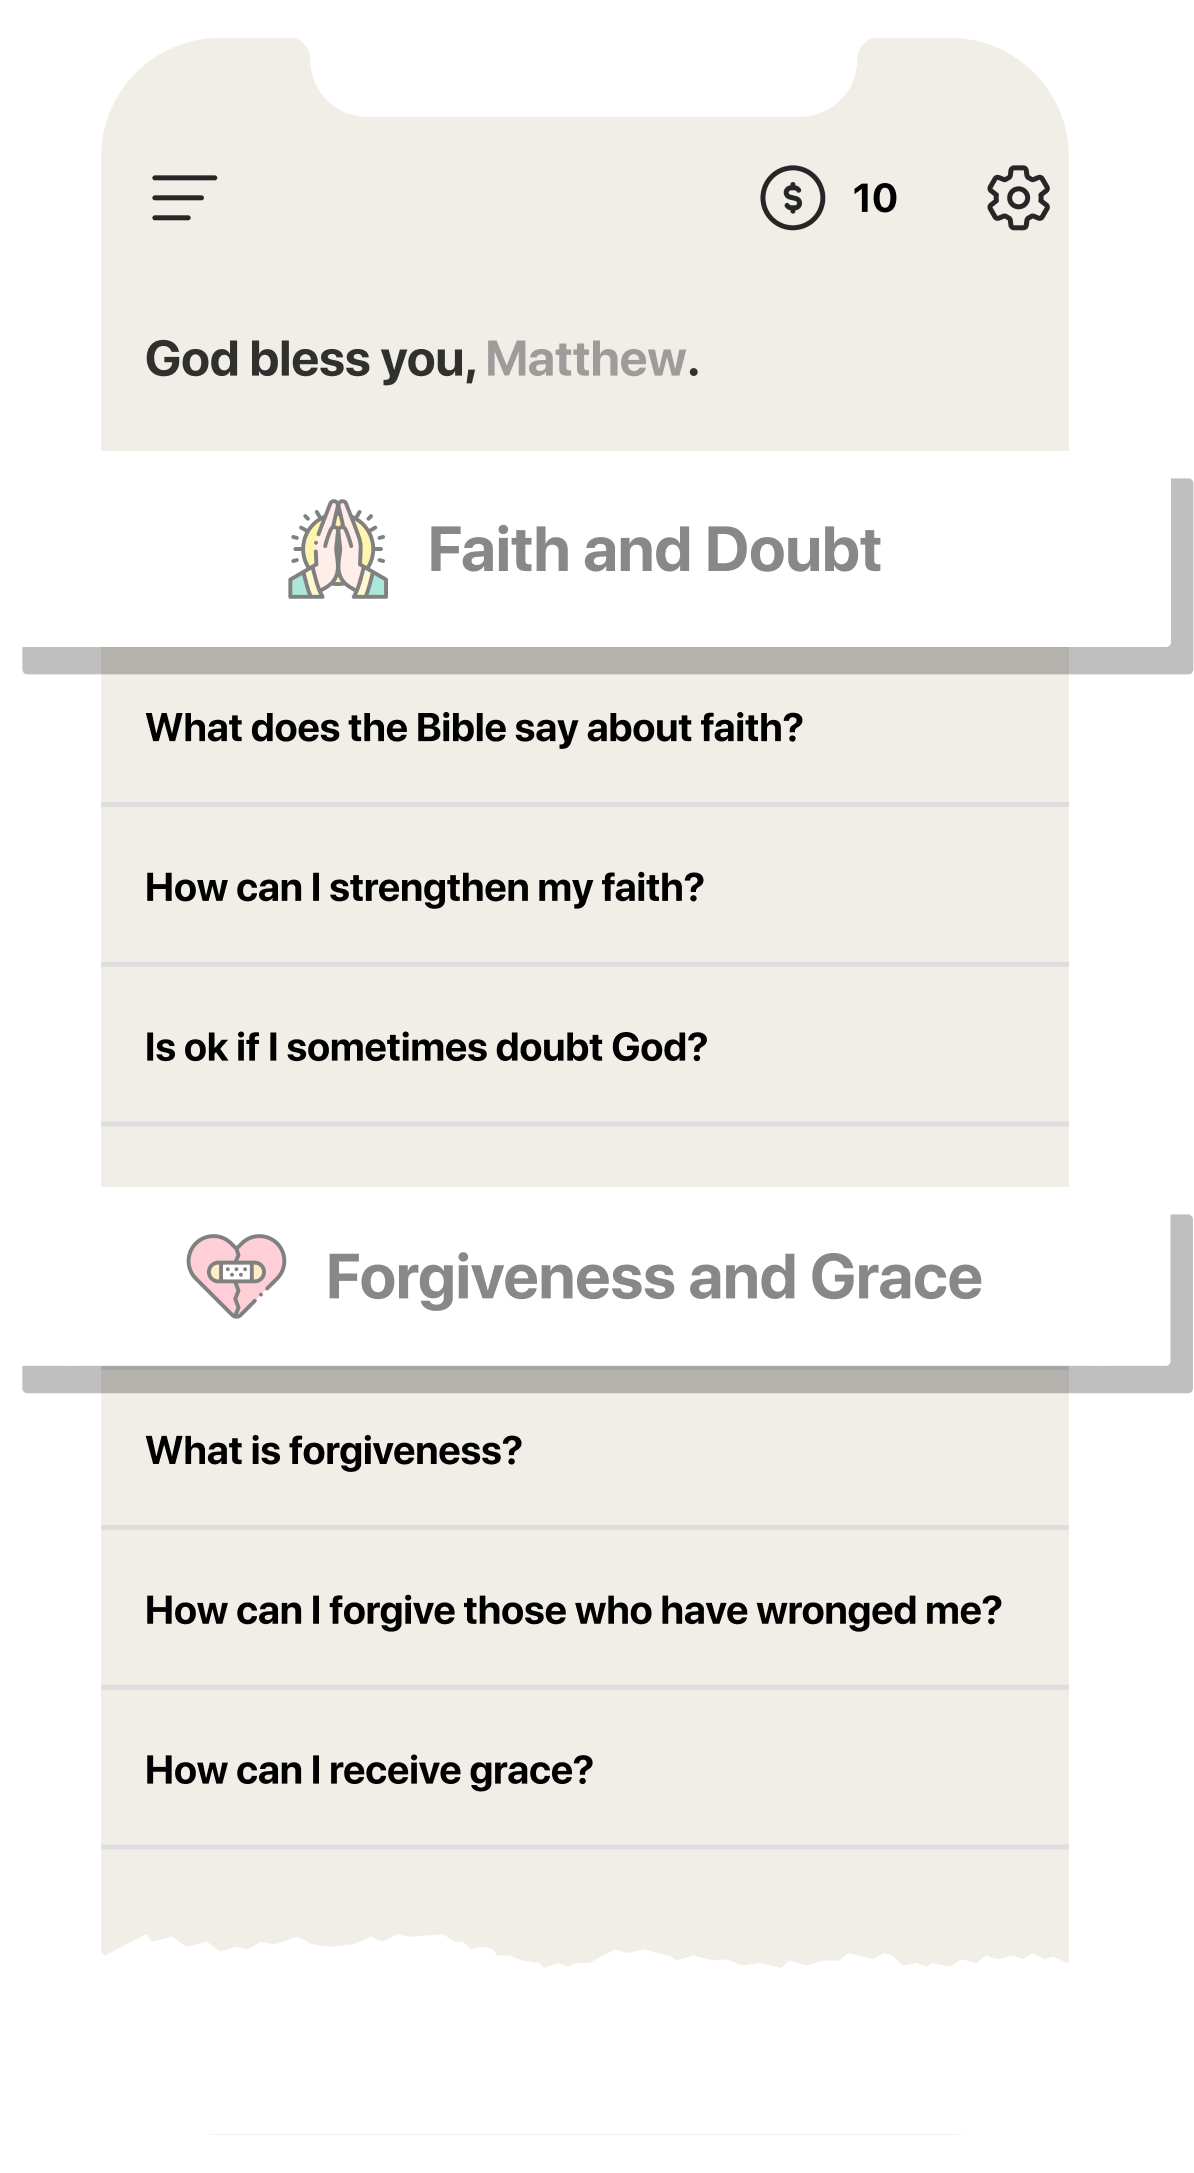 $ 10
God bless you, Matthew.
Faith and Doubt
What does the Bible say about faith?
How can I strengthen my faith?
Is ok if I sometimes doubt God?
Forgiveness and Grace
What is forgiveness?
How can I forgive those who have wronged me?
How can I receive grace?